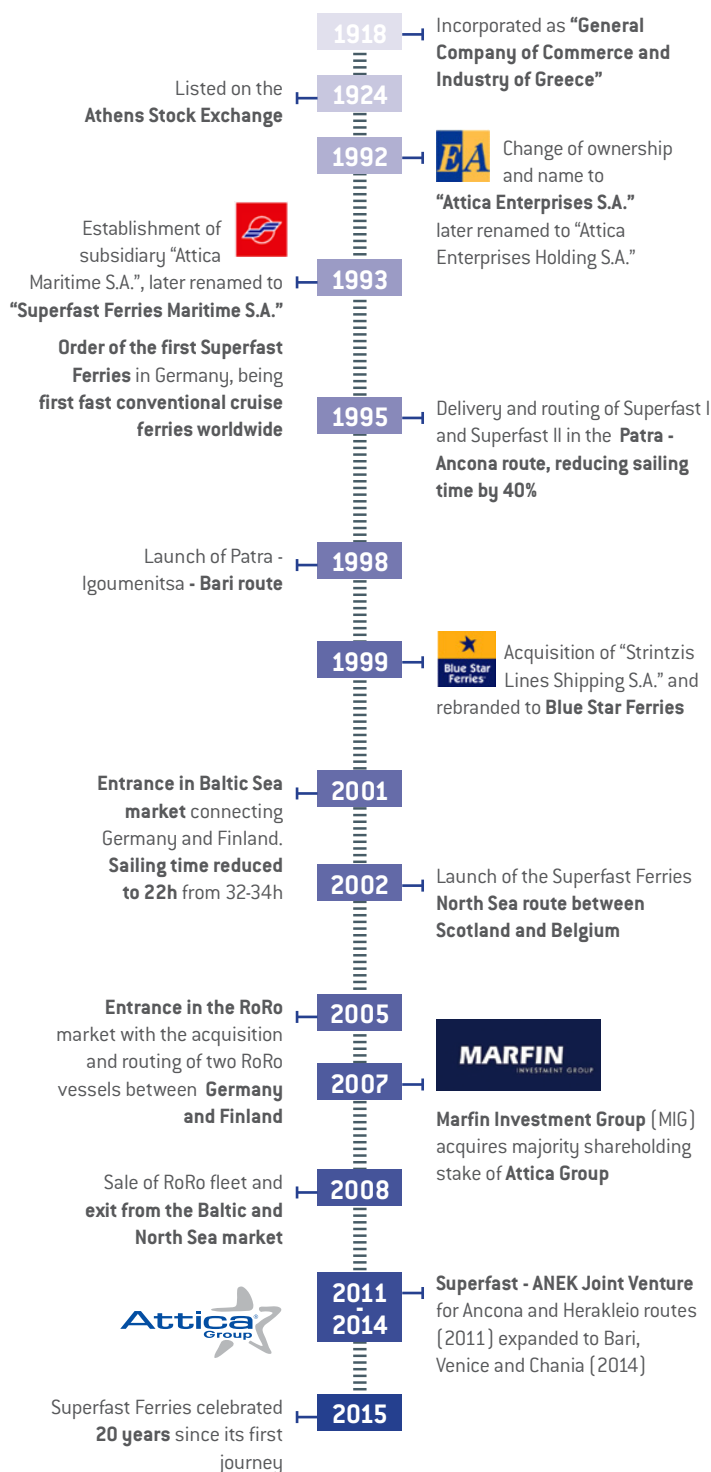 1918
Incorporated as “General
Company of Commerce and
Industry of Greece”
1924
Listed on the
Athens Stock Exchange
1992
EA
Change of ownership
and name to
“Attica Enterprises S.A.”
later renamed to “Attica
Enterprises Holding S.A.”
1993
Establishment of
subsidiary “Attica
Maritime S.A.”, later renamed to
“Superfast Ferries Maritime S.A.”
Order of the first Superfast
Ferries in Germany, being
first fast conventional cruise
ferries worldwide
1995
Delivery and routing of Superfast I
and Superfast II in the Patra -
Ancona route, reducing sailing
time by 40%
1998
Launch of Patra -
Igoumenitsa - Bari route
1999
Blue Star
Ferries
Acquisition of “Strintzis
Lines Shipping S.A.” and
rebranded to Blue Star Ferries
2001
Entrance in Baltic Sea
market connecting
Germany and Finland.
Sailing time reduced
to 22h from 32-34h
2002
Launch of the Superfast Ferries
North Sea route between
Scotland and Belgium
2005
Entrance in the RoRo
market with the acquisition
and routing of two RoRo
vessels between Germany
and Finland
2007
MARFIN
INVESTMENT GROUP
Marfin Investment Group (MIG)
acquires majority shareholding
stake of Attica Group
2008
Sale of RoRo fleet and
exit from the Baltic and
North Sea market
2011
-
2014
Attica
Group
Superfast - ANEK Joint Venture
for Ancona and Herakleio routes
(2011) expanded to Bari,
Venice and Chania (2014)
2015
Superfast Ferries celebrated
20 years since its first
journey